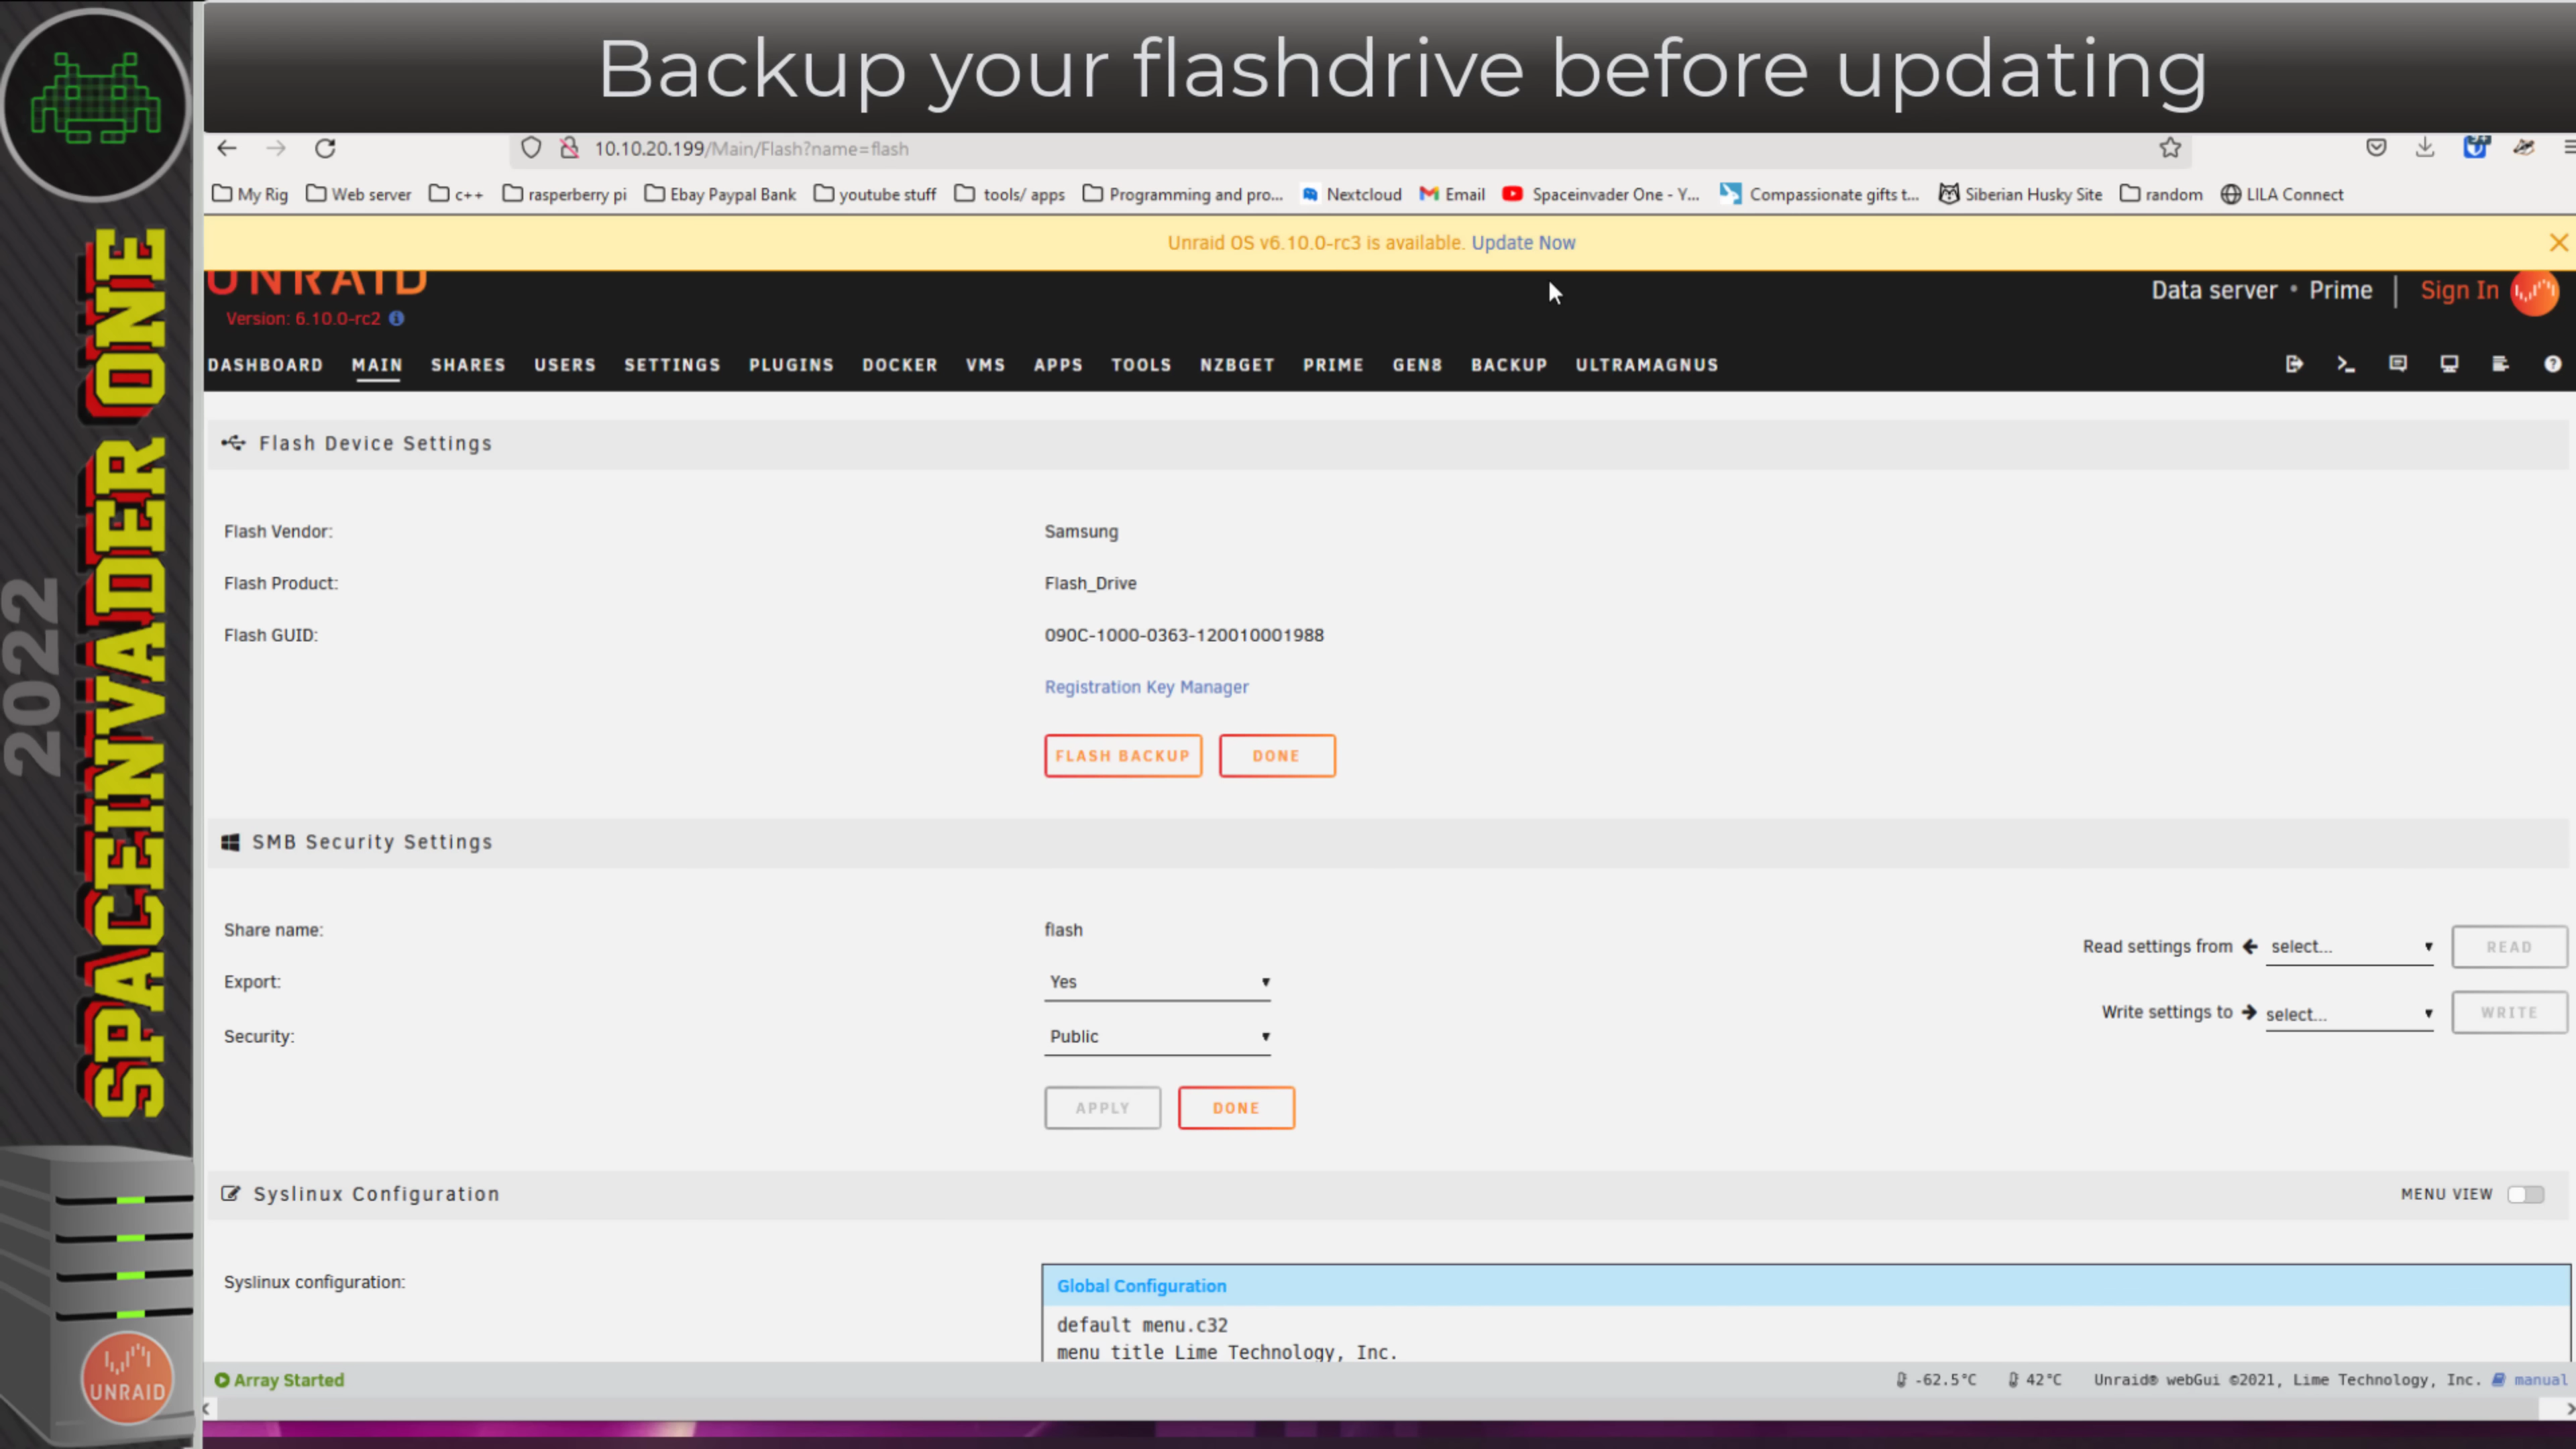 Backup your flashdrive before updating
2022
SPACEINVADER ONE
10.10.20.199/Main/Flash?name=flash
My Rig Web server c++ rasperberry pi Ebay Paypal Bank youtube stuff tools/ apps Programming and pro... Nextcloud Email Spaceinvader One - Y... Compassionate gifts t... Siberian Husky Site random LILA Connect
Unraid OS v6.10.0-rc3 is available. Update Now
UNRAID
Data server • Prime | Sign In
Version: 6.10.0-rc2
DASHBOARD MAIN SHARES USERS SETTINGS PLUGINS DOCKER VMS APPS TOOLS NZBGET PRIME GEN8 BACKUP ULTRAMAGNUS
Flash Device Settings
Flash Vendor: Samsung
Flash Product: Flash_Drive
Flash GUID: 090C-1000-0363-120010001988
Registration Key Manager
FLASH BACKUP DONE
SMB Security Settings
Share name: flash
Read settings from select... READ
Export: Yes
Write settings to select... WRITE
Security: Public
APPLY DONE
Syslinux Configuration MENU VIEW
Syslinux configuration: Global Configuration
default menu.c32
menu title Lime Technology, Inc.
UNRAID
Array Started -62.5°C 42°C Unraid® webGui ©2021, Lime Technology, Inc. manual